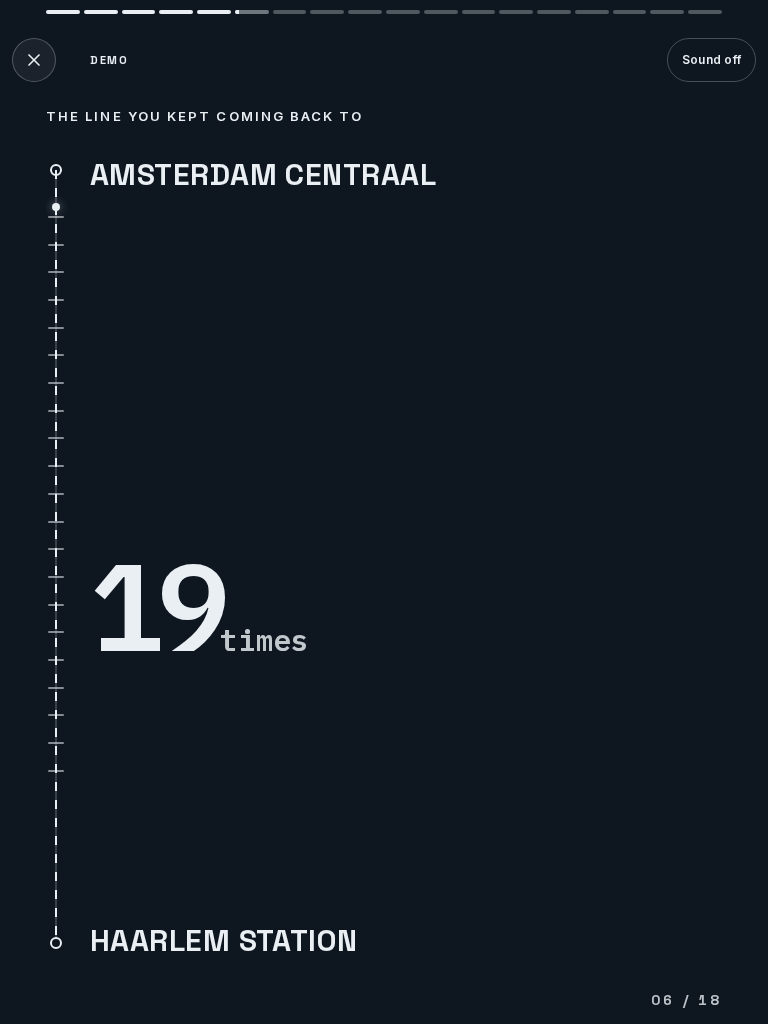 DEMO
Sound off
THE LINE YOU KEPT COMING BACK TO
AMSTERDAM CENTRAAL
19 times
HAARLEM STATION
06 / 18